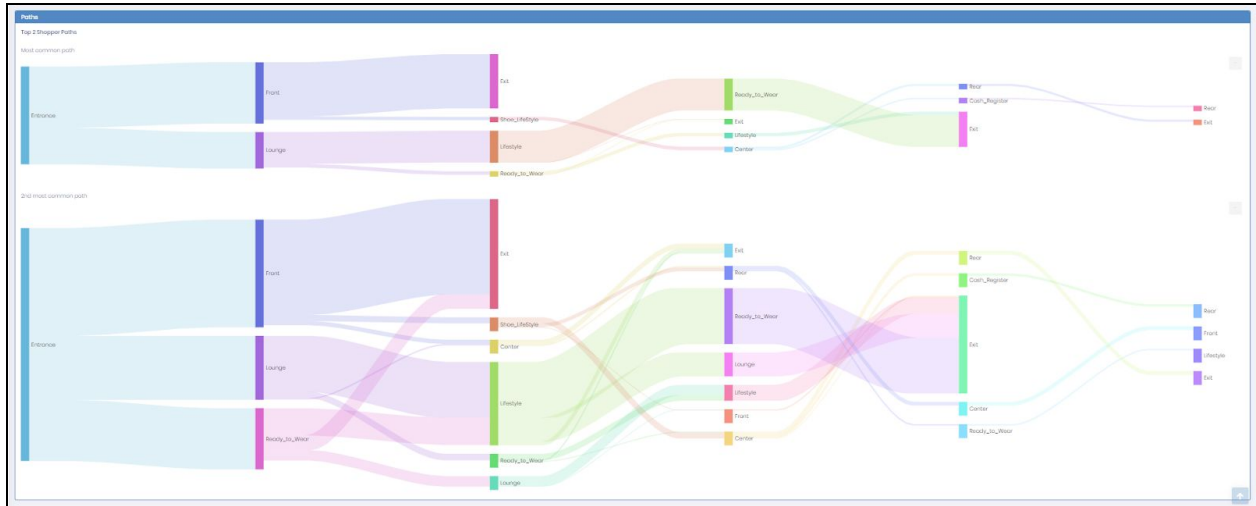 Paths
Top 2 Shopper Paths
Most common path
Entrance
Front
Lounge
Exit
Shoe_LifeStyle
Lifestyle
Ready_to_Wear
Ready_to_Wear
Exit
Lifestyle
Center
Rear
Cash_Register
Exit
Rear
Exit
2nd most common path
Entrance
Front
Lounge
Ready_to_Wear
Exit
Shoe_LifeStyle
Center
Lifestyle
Ready_to_Wear
Lounge
Exit
Rear
Ready_to_Wear
Lounge
Lifestyle
Front
Center
Rear
Cash_Register
Exit
Center
Ready_to_Wear
Rear
Front
Lifestyle
Exit